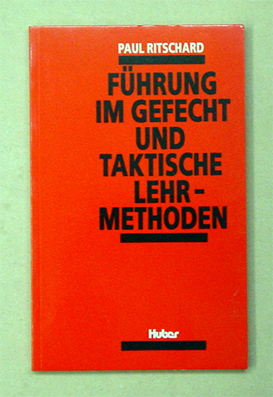 PAUL RITSCHARD
FÜHRUNG
IM GEFECHT
UND
TAKTISCHE
LEHR-
METHODEN
Huber